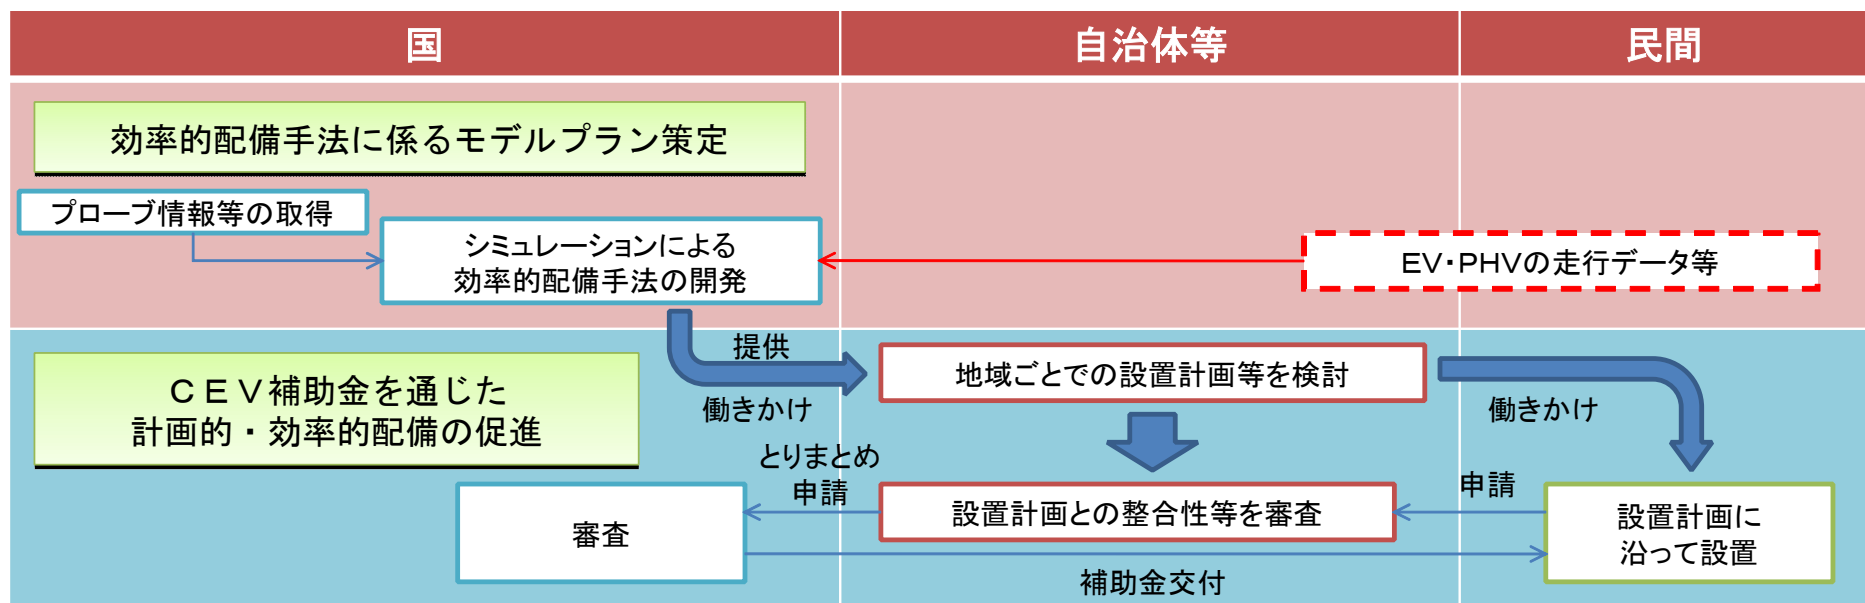 国
自治体等
民間
効率的配備手法に係るモデルプラン策定
プローブ情報等の取得
シミュレーションによる
効率的配備手法の開発
EV・PHVの走行データ等
提供
働きかけ
地域ごとでの設置計画等を検討
働きかけ
ＣＥＶ補助金を通じた
計画的・効率的配備の促進
とりまとめ
申請
審査
設置計画との整合性等を審査
申請
設置計画に
沿って設置
補助金交付